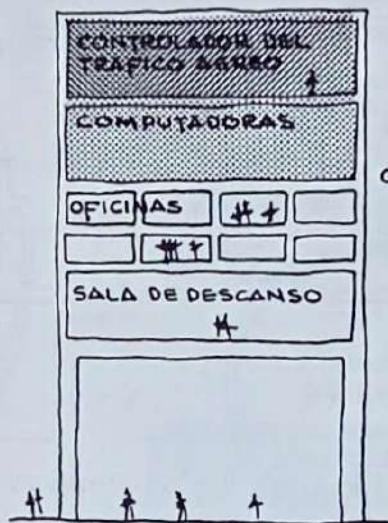 CONTROLADOR DEL
TRAFICO AEREO
COMPUTADORAS
OFICINAS
SALA DE DESCANSO